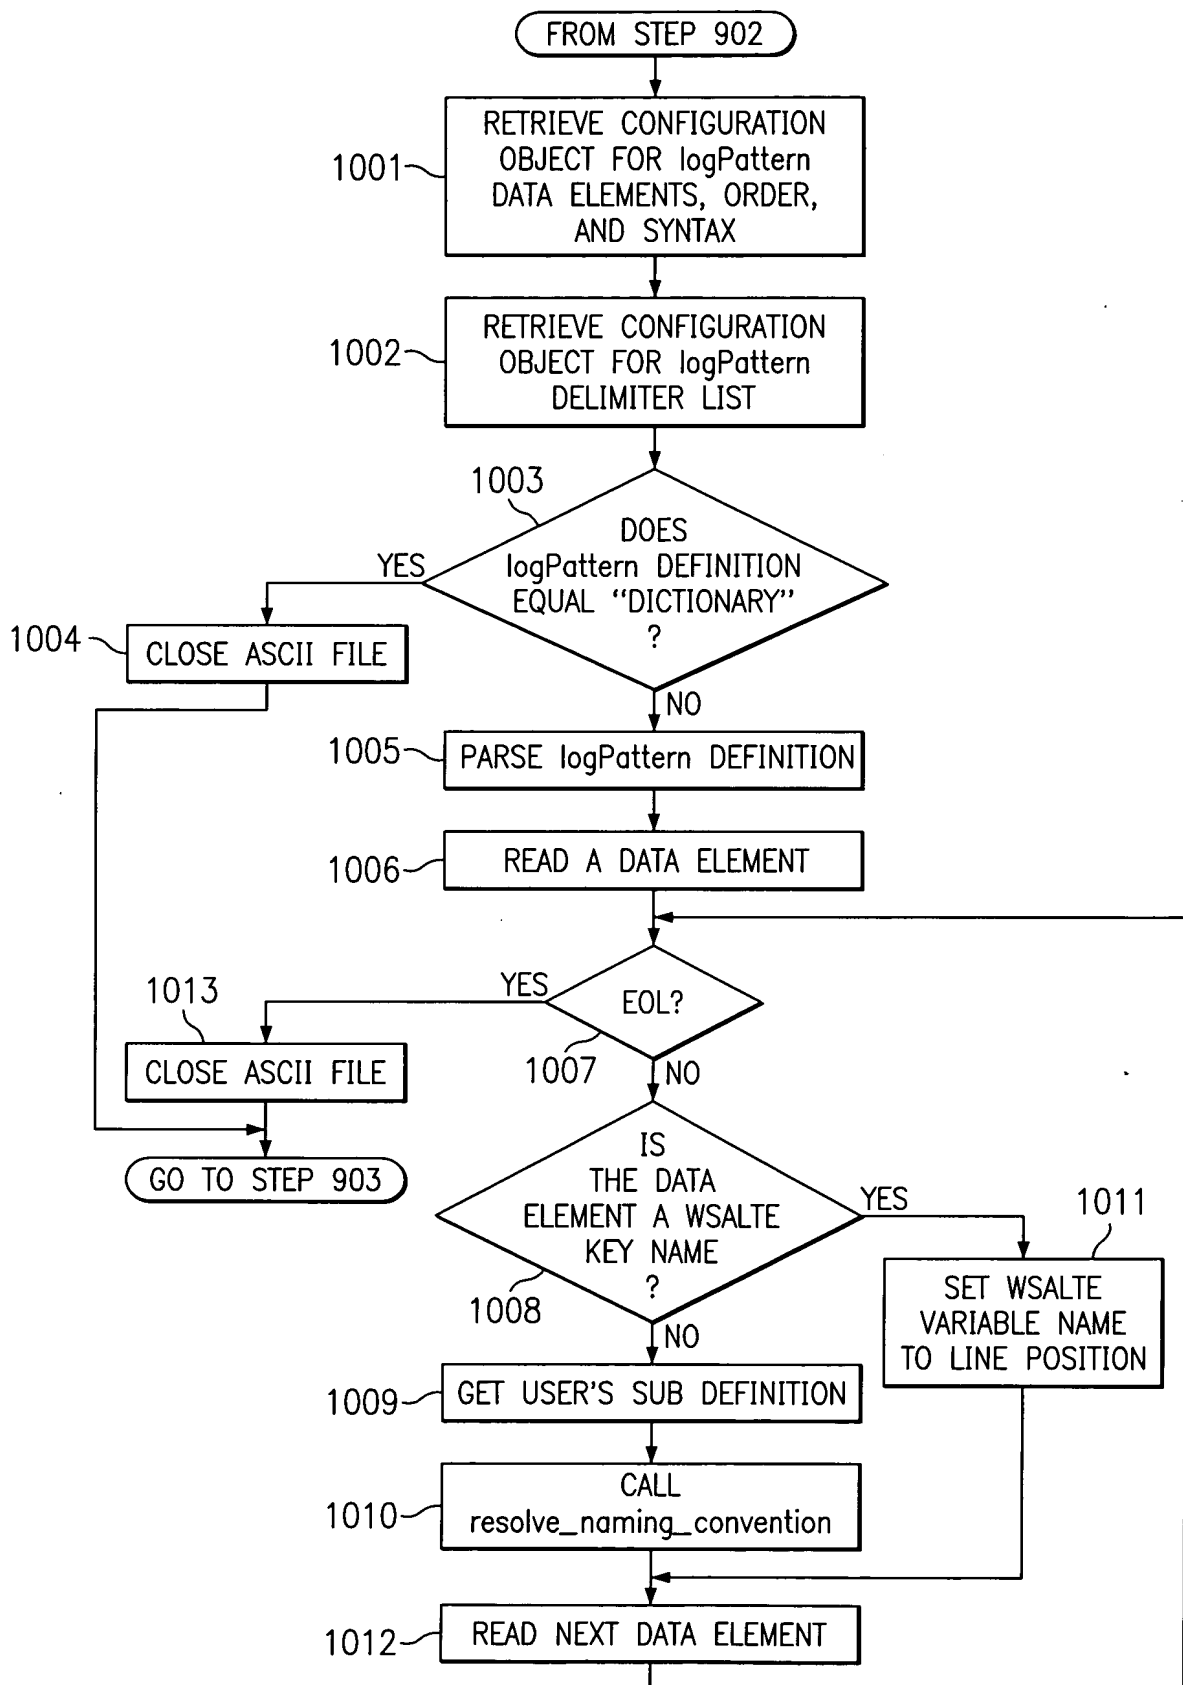 FROM STEP 902
RETRIEVE CONFIGURATION
OBJECT FOR logPattern
DATA ELEMENTS, ORDER,
AND SYNTAX
1001
RETRIEVE CONFIGURATION
OBJECT FOR logPattern
DELIMITER LIST
1002
1003
DOES
logPattern DEFINITION
EQUAL "DICTIONARY"
?
YES
1004
CLOSE ASCII FILE
NO
1005
PARSE logPattern DEFINITION
1006
READ A DATA ELEMENT
YES
EOL?
1007
1013
CLOSE ASCII FILE
NO
GO TO STEP 903
IS
THE DATA
ELEMENT A WSALTE
KEY NAME
?
1008
YES
1011
SET WSALTE
VARIABLE NAME
TO LINE POSITION
NO
1009
GET USER'S SUB DEFINITION
CALL
resolve_naming_convention
1010
1012
READ NEXT DATA ELEMENT